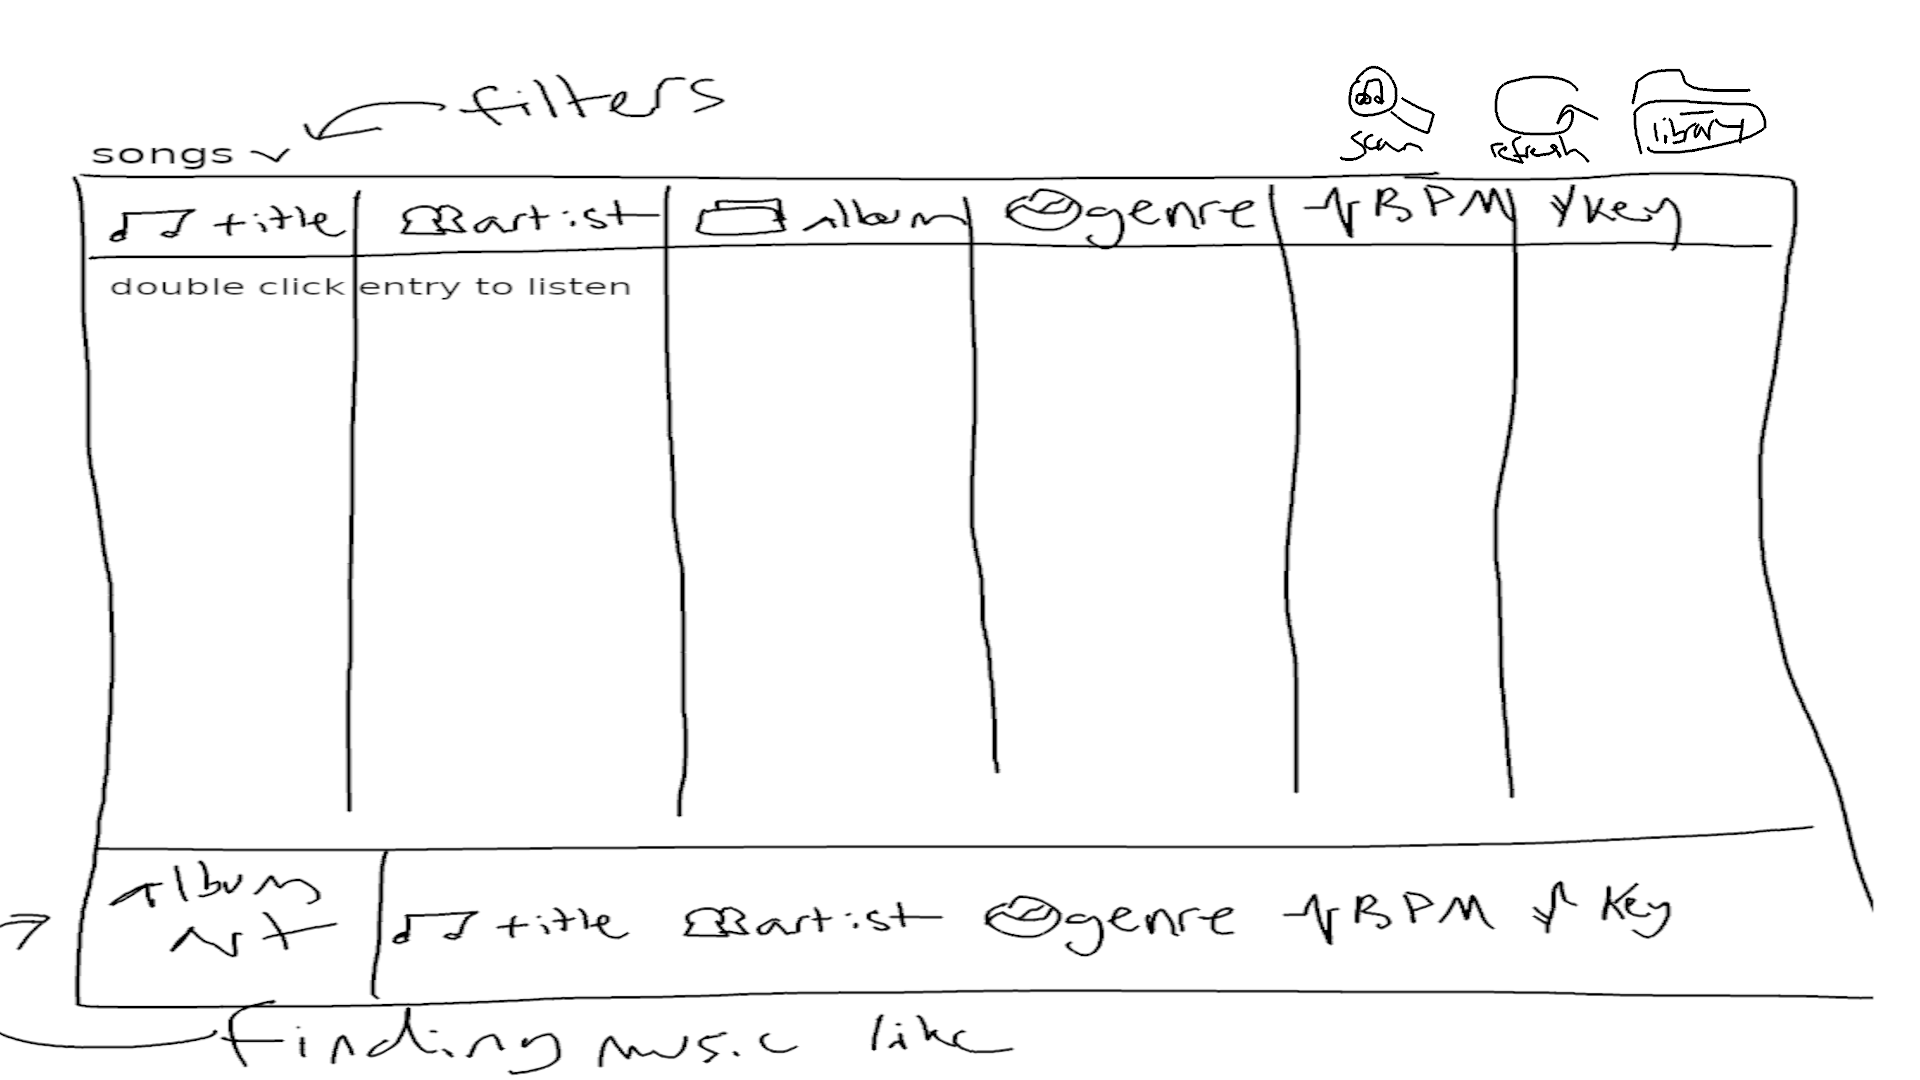 filters
scan refresh library
songs
title artist album genre BPM key
double click entry to listen
Album
Art
title artist genre BPM Key
finding music like